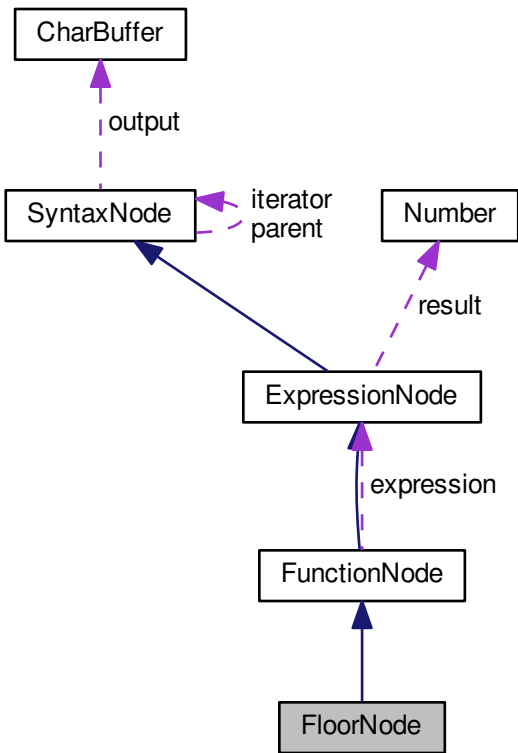 CharBuffer
output
SyntaxNode
iterator
parent
Number
result
ExpressionNode
expression
FunctionNode
FloorNode